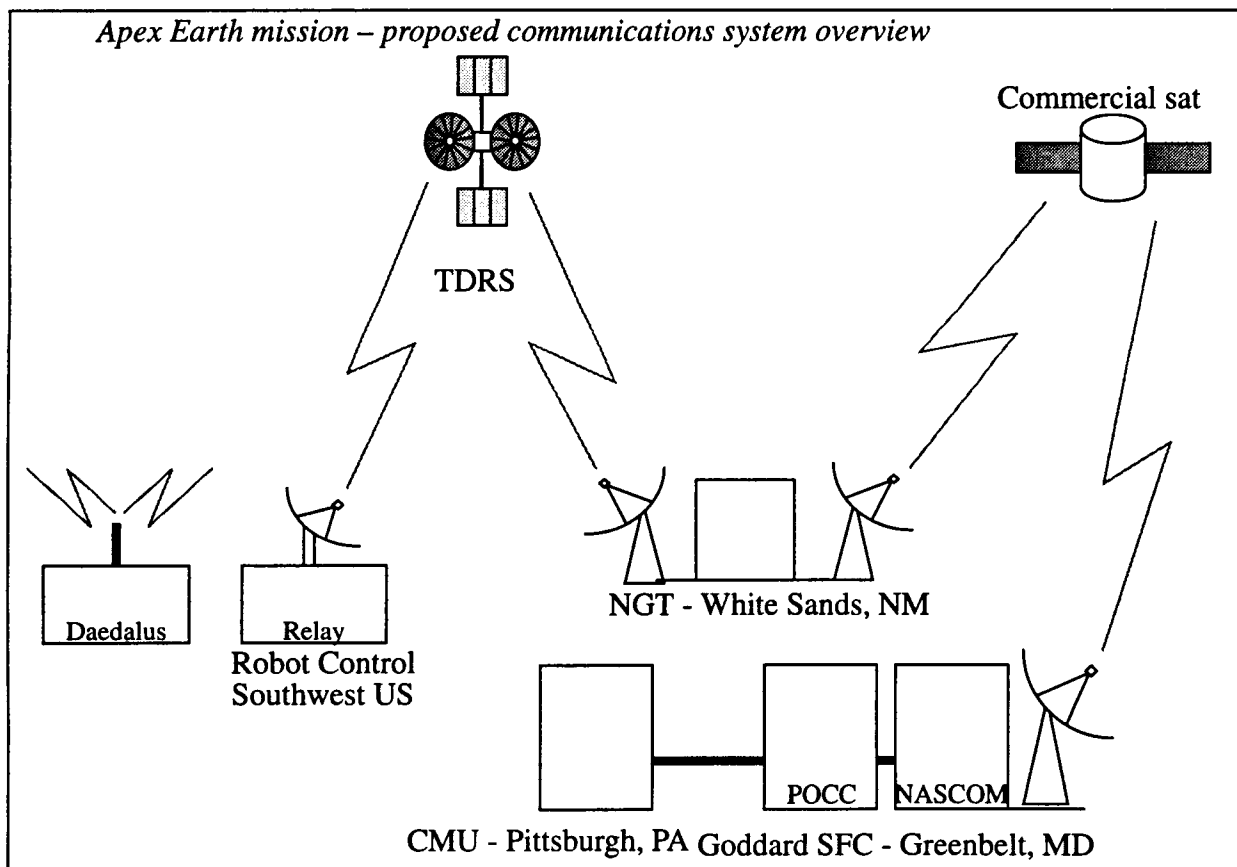 Apex Earth mission – proposed communications system overview
Commercial sat
TDRS
NGT - White Sands, NM
Daedalus
Relay
Robot Control
Southwest US
POCC
NASCOM
CMU - Pittsburgh, PA
Goddard SFC - Greenbelt, MD